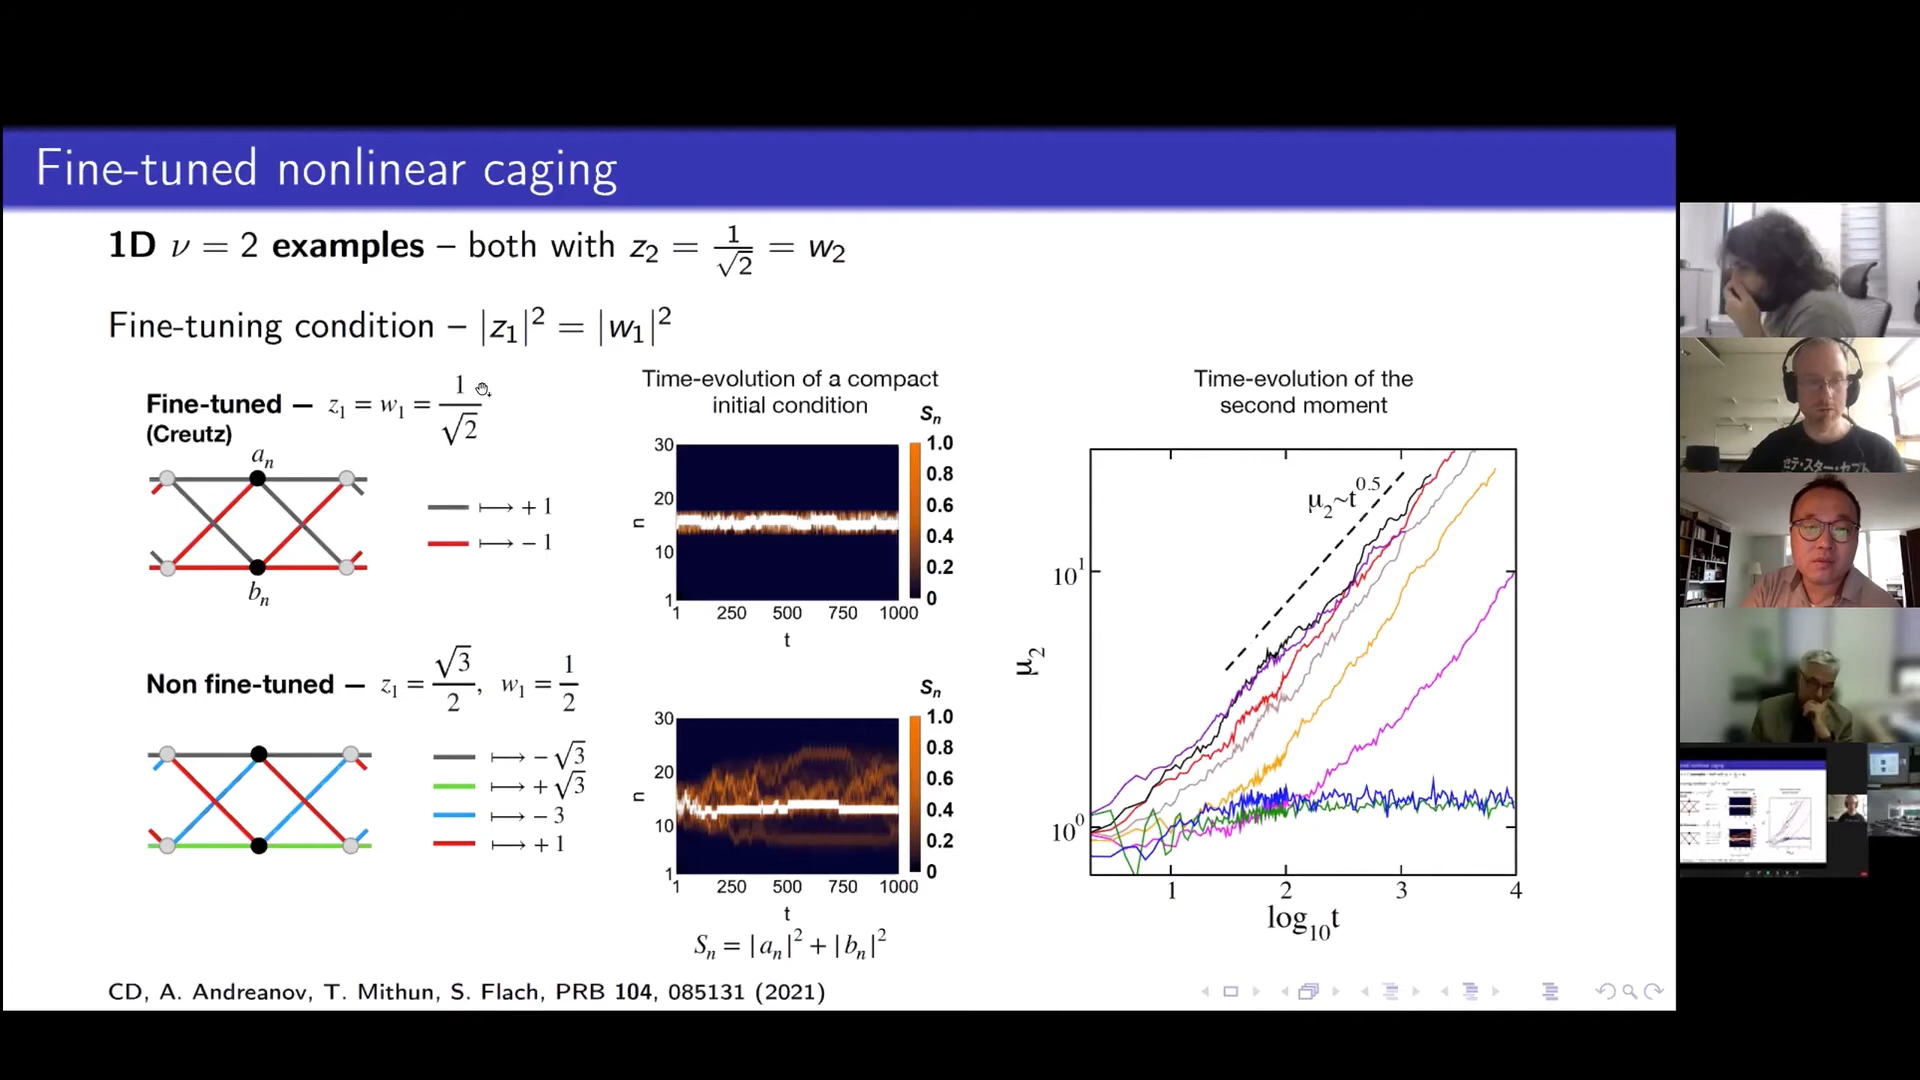 Fine-tuned nonlinear caging
1D ν = 2 examples – both with z₂ = 1/√2 = w₂
Fine-tuning condition – |z₁|² = |w₁|²
Fine-tuned — z₁ = w₁ = 1/√2
(Creutz)
aₙ
⟼ + 1
⟼ − 1
bₙ
Non fine-tuned — z₁ = √3/2, w₁ = 1/2
⟼ − √3
⟼ + √3
⟼ − 3
⟼ + 1
Time-evolution of a compact
initial condition
Sₙ
30
20
10
1
n
1 250 500 750 1000
t
1.0
0.8
0.6
0.4
0.2
0
Sₙ
30
20
10
1
n
1 250 500 750 1000
t
1.0
0.8
0.6
0.4
0.2
0
Sₙ = |aₙ|² + |bₙ|²
Time-evolution of the
second moment
μ₂~t^0.5
10¹
μ₂
10⁰
1 2 3 4
log₁₀t
CD, A. Andreanov, T. Mithun, S. Flach, PRB 104, 085131 (2021)